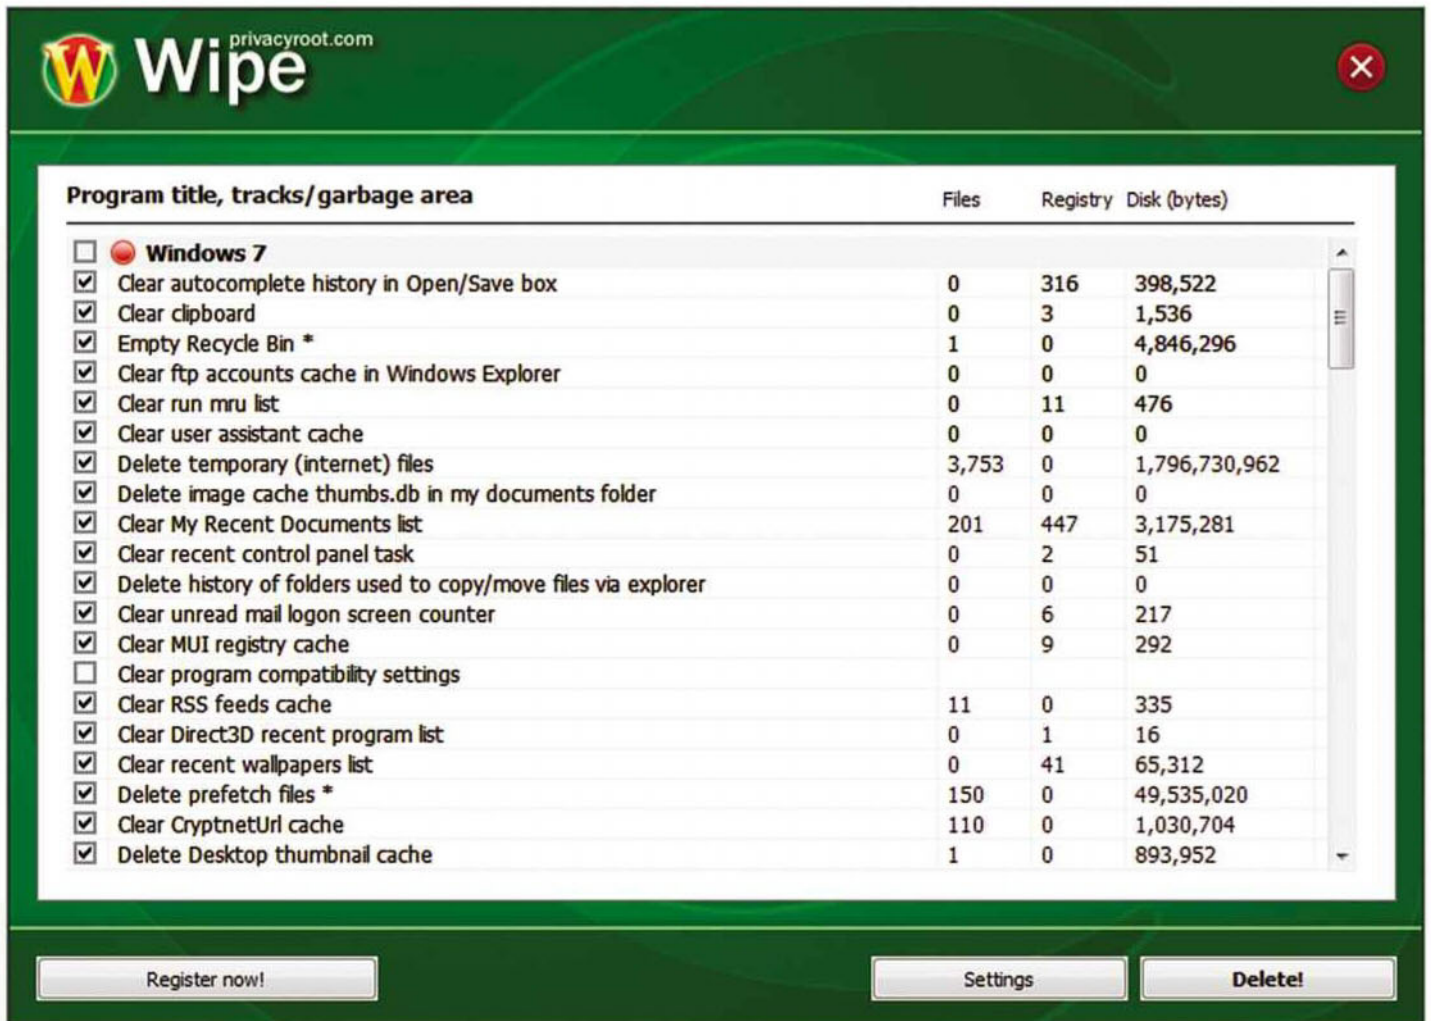 privacyroot.com
Wipe
Program title, tracks/garbage area Files Registry Disk (bytes)
Windows 7
Clear autocomplete history in Open/Save box 0 316 398,522
Clear clipboard 0 3 1,536
Empty Recycle Bin * 1 0 4,846,296
Clear ftp accounts cache in Windows Explorer 0 0 0
Clear run mru list 0 11 476
Clear user assistant cache 0 0 0
Delete temporary (internet) files 3,753 0 1,796,730,962
Delete image cache thumbs.db in my documents folder 0 0 0
Clear My Recent Documents list 201 447 3,175,281
Clear recent control panel task 0 2 51
Delete history of folders used to copy/move files via explorer 0 0 0
Clear unread mail logon screen counter 0 6 217
Clear MUI registry cache 0 9 292
Clear program compatibility settings
Clear RSS feeds cache 11 0 335
Clear Direct3D recent program list 0 1 16
Clear recent wallpapers list 0 41 65,312
Delete prefetch files * 150 0 49,535,020
Clear CryptnetUrl cache 110 0 1,030,704
Delete Desktop thumbnail cache 1 0 893,952
Register now! Settings Delete!